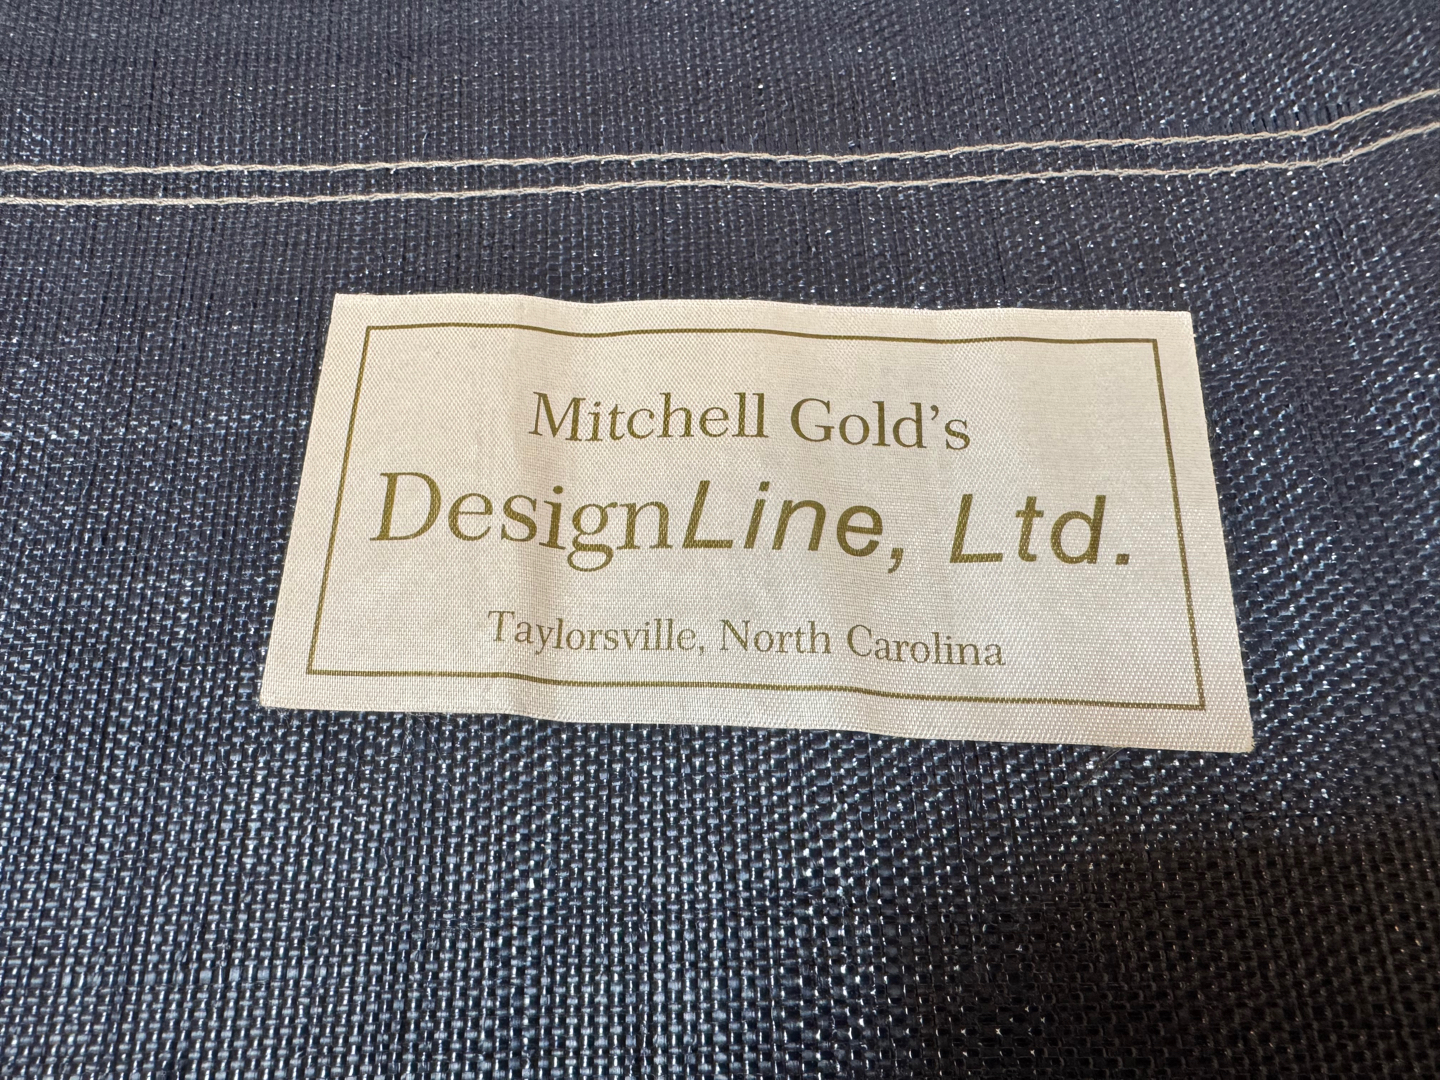 Mitchell Gold's
DesignLine, Ltd.
Taylorsville, North Carolina